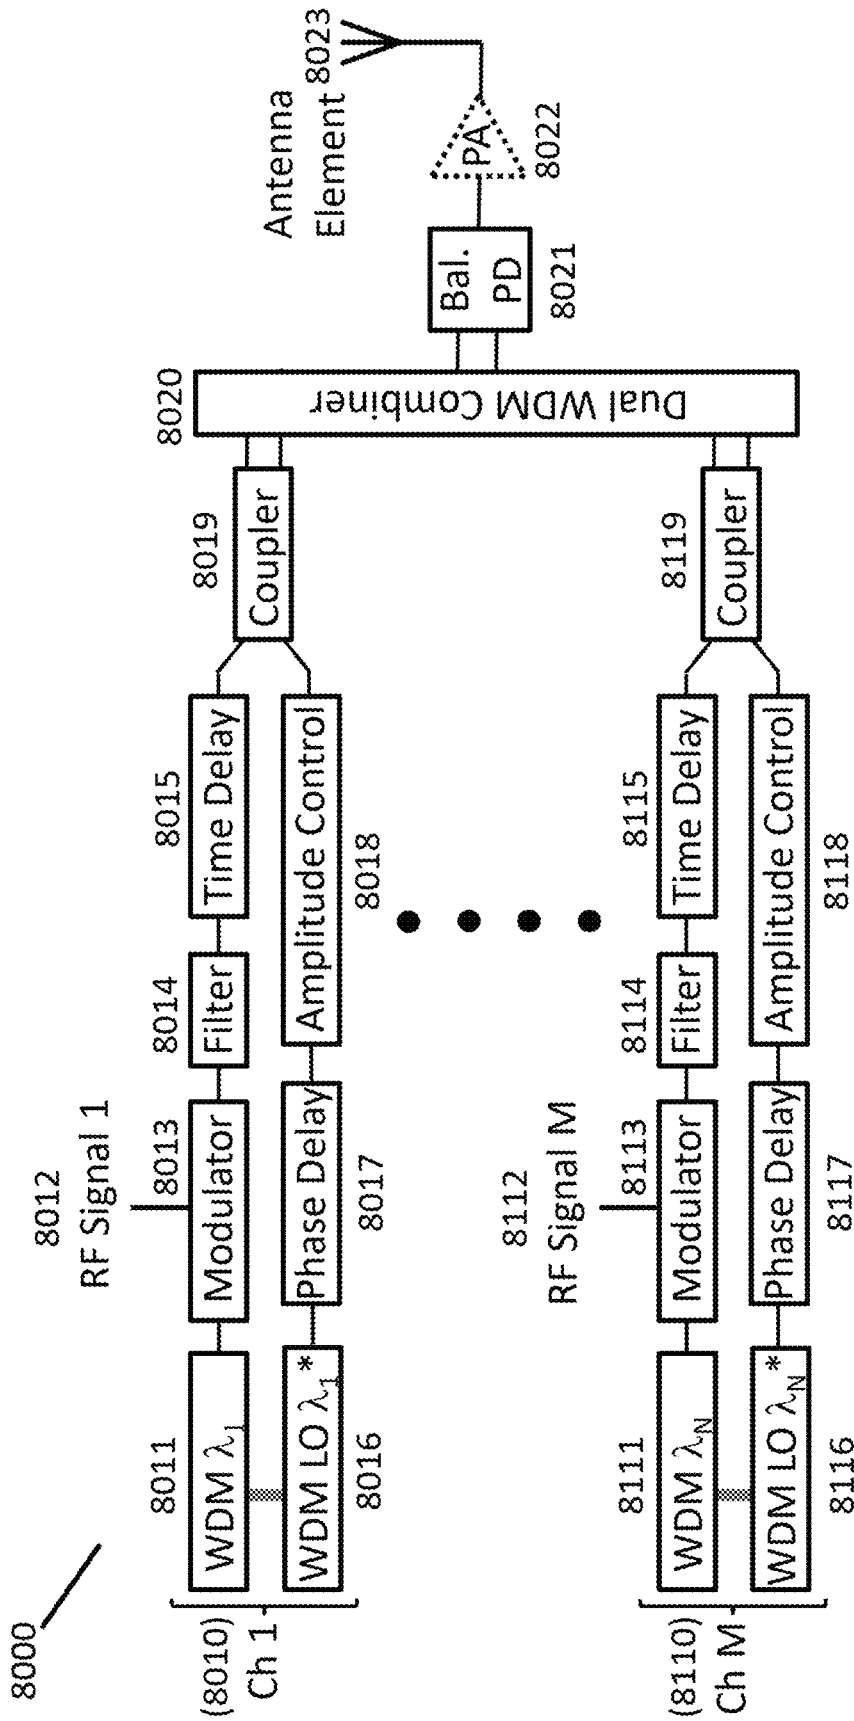 8000
(8010)
Ch 1
8011
WDM λ1
WDM LO λ1*
8016
8012
RF Signal 1
8013
Modulator
Phase Delay
8017
8014
Filter
8015
Time Delay
Amplitude Control
8018
8019
Coupler
8020
Dual WDM Combiner
Bal.
PD
8021
PA
8022
Antenna
Element
8023
(8110)
Ch M
8111
WDM λN
WDM LO λN*
8116
8112
RF Signal M
8113
Modulator
Phase Delay
8117
8114
Filter
8115
Time Delay
Amplitude Control
8118
8119
Coupler